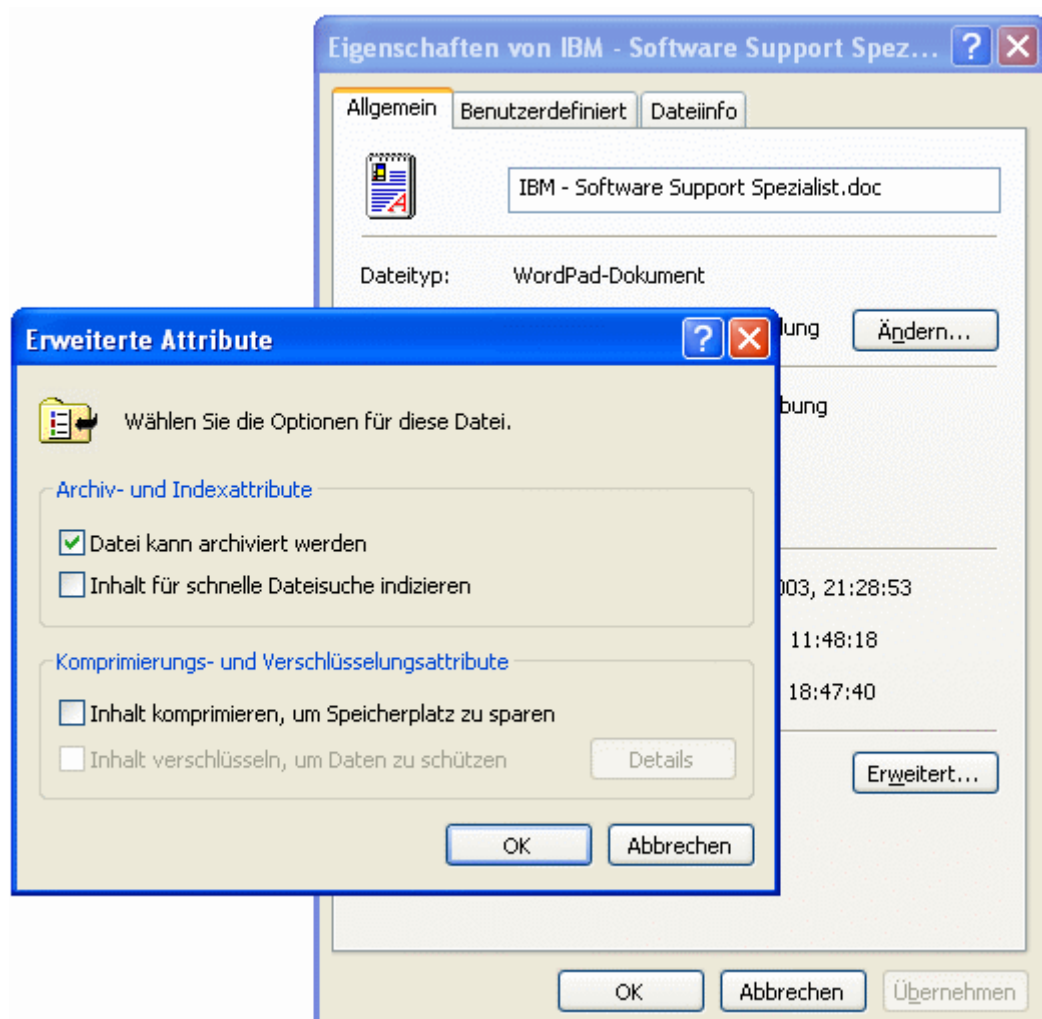 Eigenschaften von IBM - Software Support Spez...
Allgemein
Benutzerdefiniert
Dateiinfo
IBM - Software Support Spezialist.doc
Dateityp: WordPad-Dokument
Ändern...
Erweiterte Attribute
Wählen Sie die Optionen für diese Datei.
Archiv- und Indexattribute
Datei kann archiviert werden
Inhalt für schnelle Dateisuche indizieren
21:28:53
11:48:18
18:47:40
Komprimierungs- und Verschlüsselungsattribute
Inhalt komprimieren, um Speicherplatz zu sparen
Inhalt verschlüsseln, um Daten zu schützen
Details
Erweitert...
OK
Abbrechen
OK
Abbrechen
Übernehmen